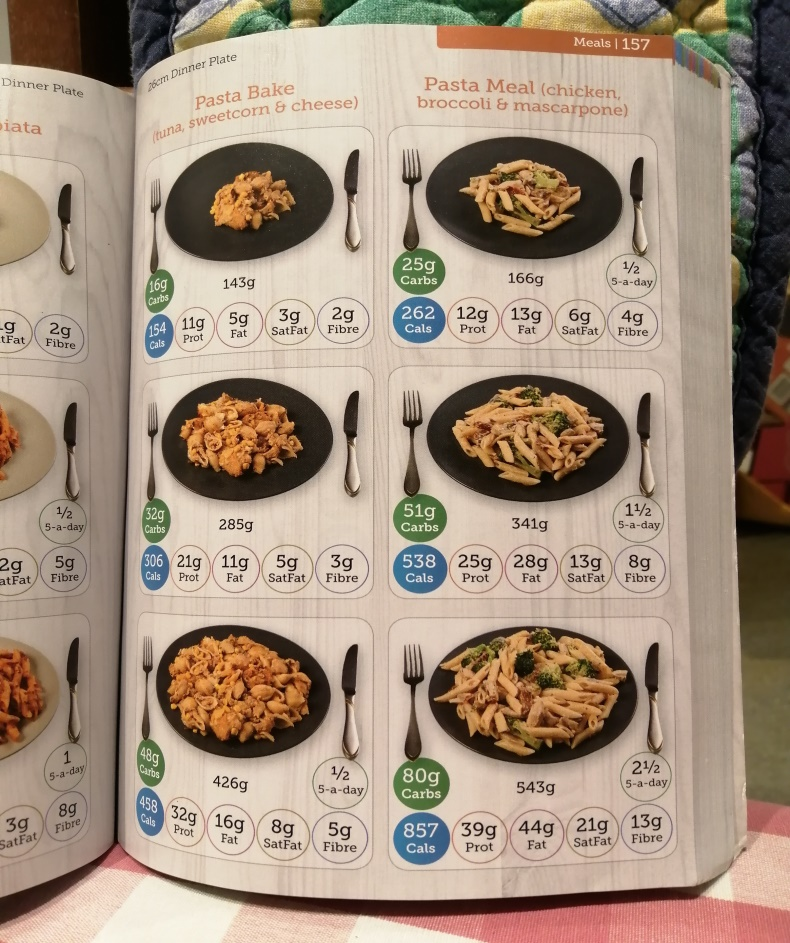 Dinner Plate
2g
Fibre
½
5-a-day
5g
Fibre
1
5-a-day
3g
SatFat
8g
Fibre
Meals | 157
26cm Dinner Plate
Pasta Bake
(tuna, sweetcorn & cheese)
16g
Carbs
143g
154
Cals
11g
Prot
5g
Fat
3g
SatFat
2g
Fibre
32g
Carbs
285g
306
Cals
21g
Prot
11g
Fat
5g
SatFat
3g
Fibre
48g
Carbs
426g
½
5-a-day
458
Cals
32g
Prot
16g
Fat
8g
SatFat
5g
Fibre
Pasta Meal (chicken,
broccoli & mascarpone)
25g
Carbs
166g
½
5-a-day
262
Cals
12g
Prot
13g
Fat
6g
SatFat
4g
Fibre
51g
Carbs
341g
1½
5-a-day
538
Cals
25g
Prot
28g
Fat
13g
SatFat
8g
Fibre
80g
Carbs
543g
2½
5-a-day
857
Cals
39g
Prot
44g
Fat
21g
SatFat
13g
Fibre